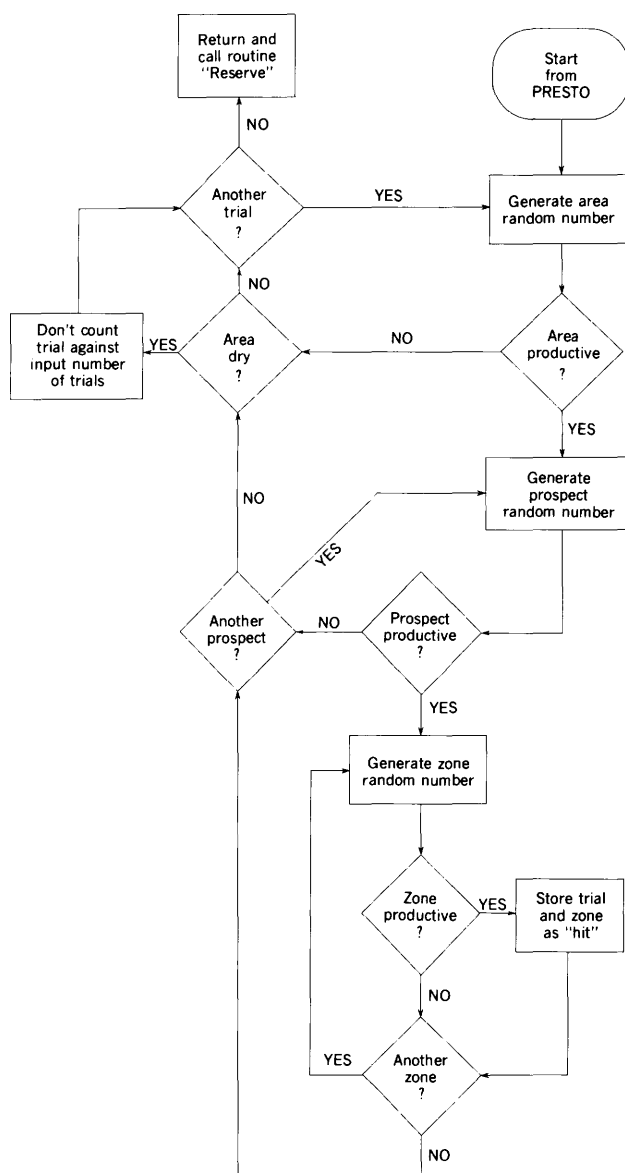 Return and
call routine
"Reserve"
Start
from
PRESTO
NO
Another
trial
?
YES
Generate area
random number
NO
Don't count
trial against
input number
of trials
YES
Area
dry
?
NO
Area
productive
?
YES
Generate
prospect
random number
NO
YES
Another
prospect
?
NO
Prospect
productive
?
YES
Generate zone
random number
Zone
productive
?
YES
Store trial
and zone
as "hit"
NO
YES
Another
zone
?
NO